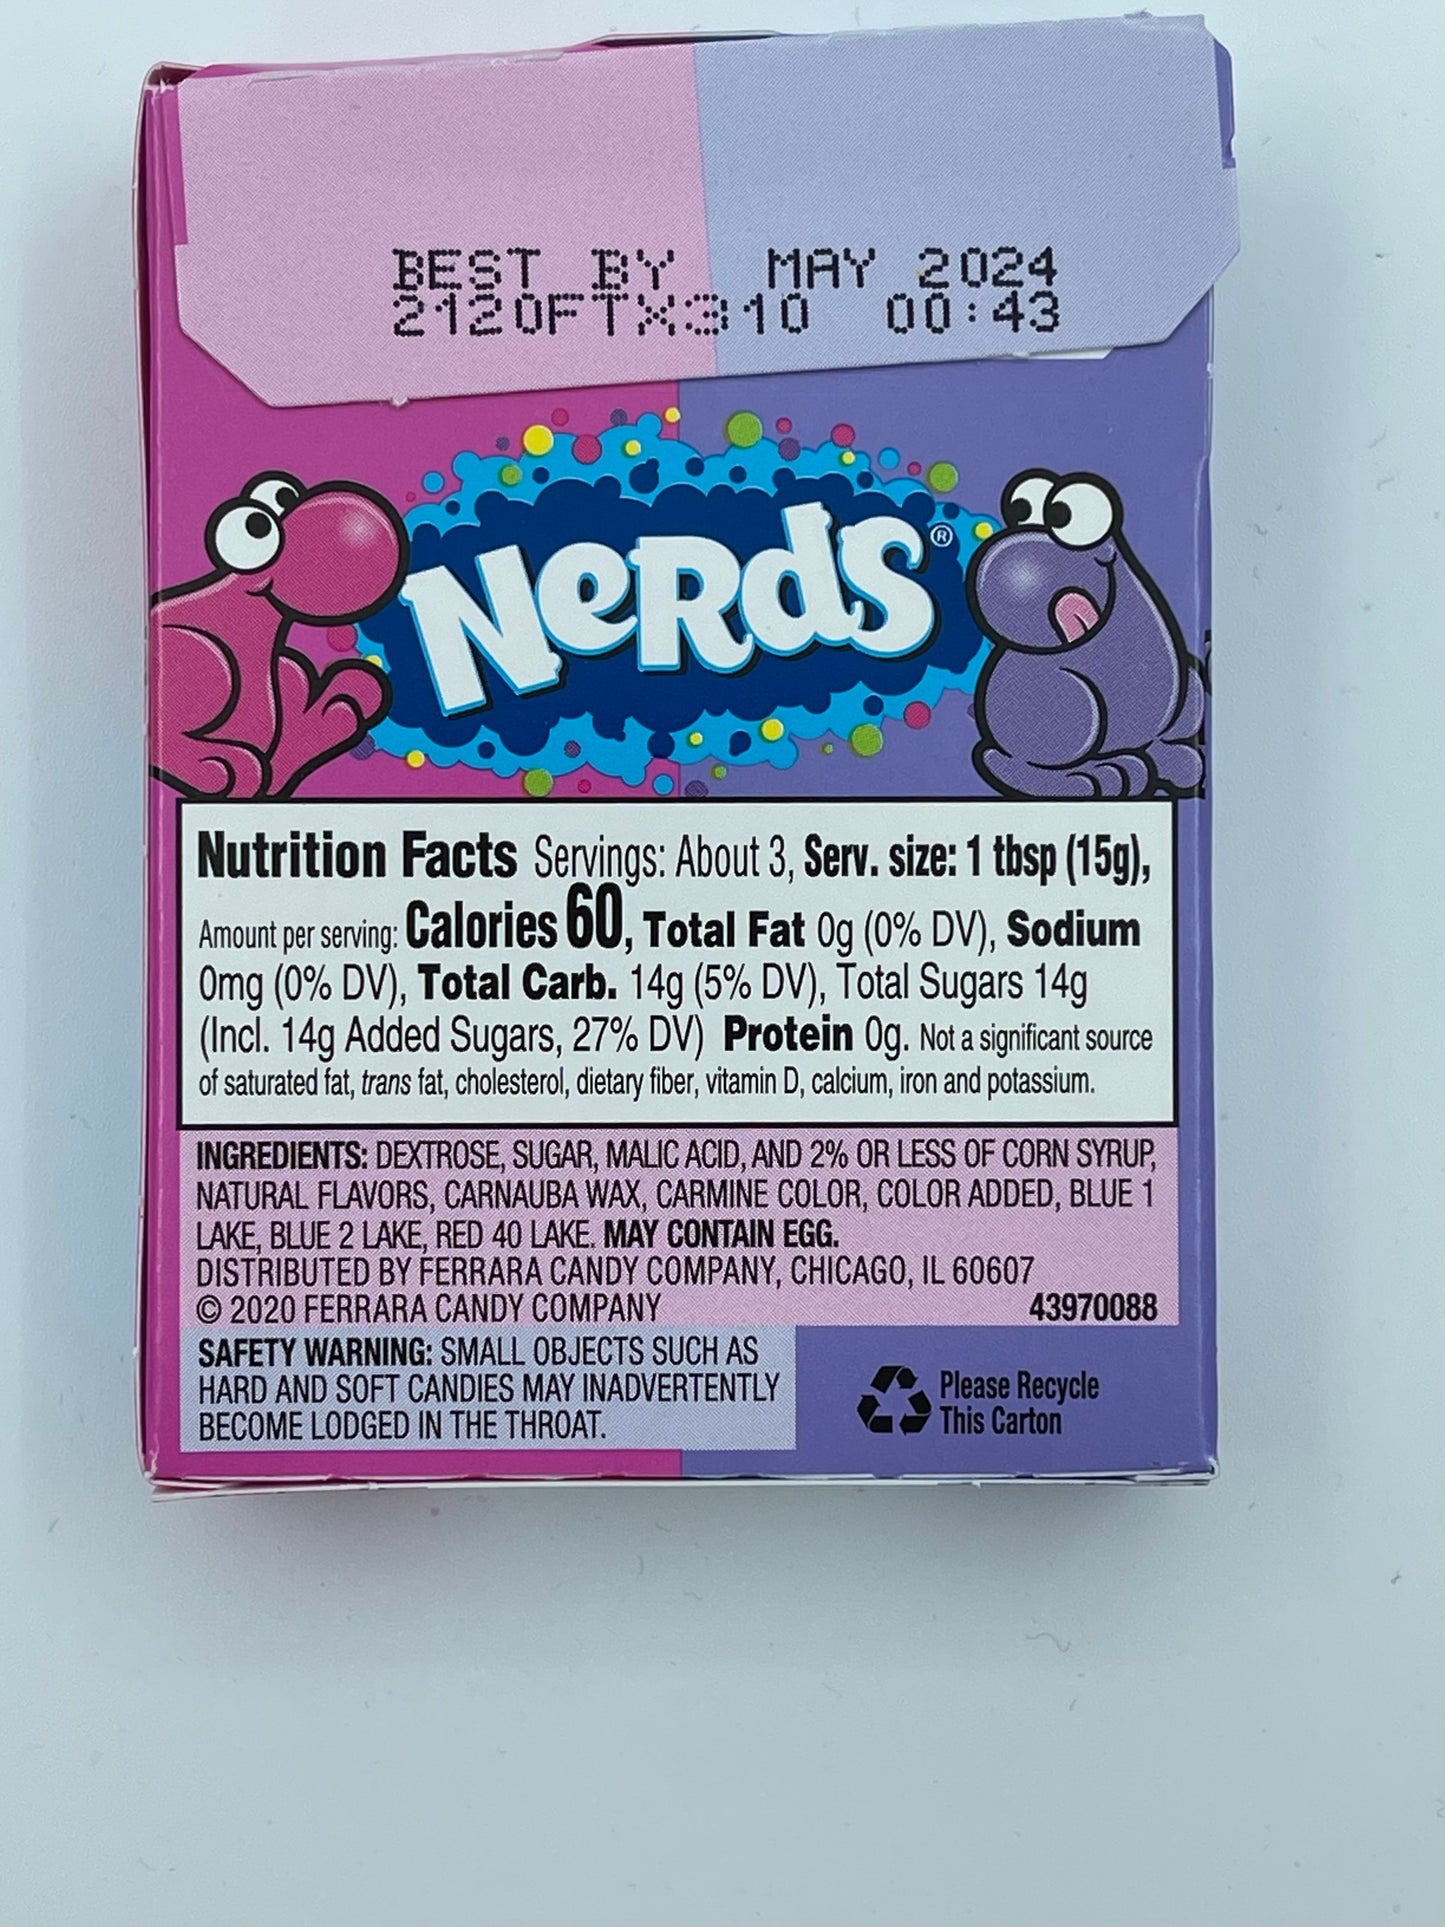 BEST BY MAY 2024
2120FTX310 00:43
NeRdS®
Nutrition Facts Servings: About 3, Serv. size: 1 tbsp (15g),
Amount per serving: Calories 60, Total Fat 0g (0% DV), Sodium
0mg (0% DV), Total Carb. 14g (5% DV), Total Sugars 14g
(Incl. 14g Added Sugars, 27% DV) Protein 0g. Not a significant source
of saturated fat, trans fat, cholesterol, dietary fiber, vitamin D, calcium, iron and potassium.
INGREDIENTS: DEXTROSE, SUGAR, MALIC ACID, AND 2% OR LESS OF CORN SYRUP,
NATURAL FLAVORS, CARNAUBA WAX, CARMINE COLOR, COLOR ADDED, BLUE 1
LAKE, BLUE 2 LAKE, RED 40 LAKE. MAY CONTAIN EGG.
DISTRIBUTED BY FERRARA CANDY COMPANY, CHICAGO, IL 60607
© 2020 FERRARA CANDY COMPANY 43970088
SAFETY WARNING: SMALL OBJECTS SUCH AS
HARD AND SOFT CANDIES MAY INADVERTENTLY
BECOME LODGED IN THE THROAT.
Please Recycle
This Carton